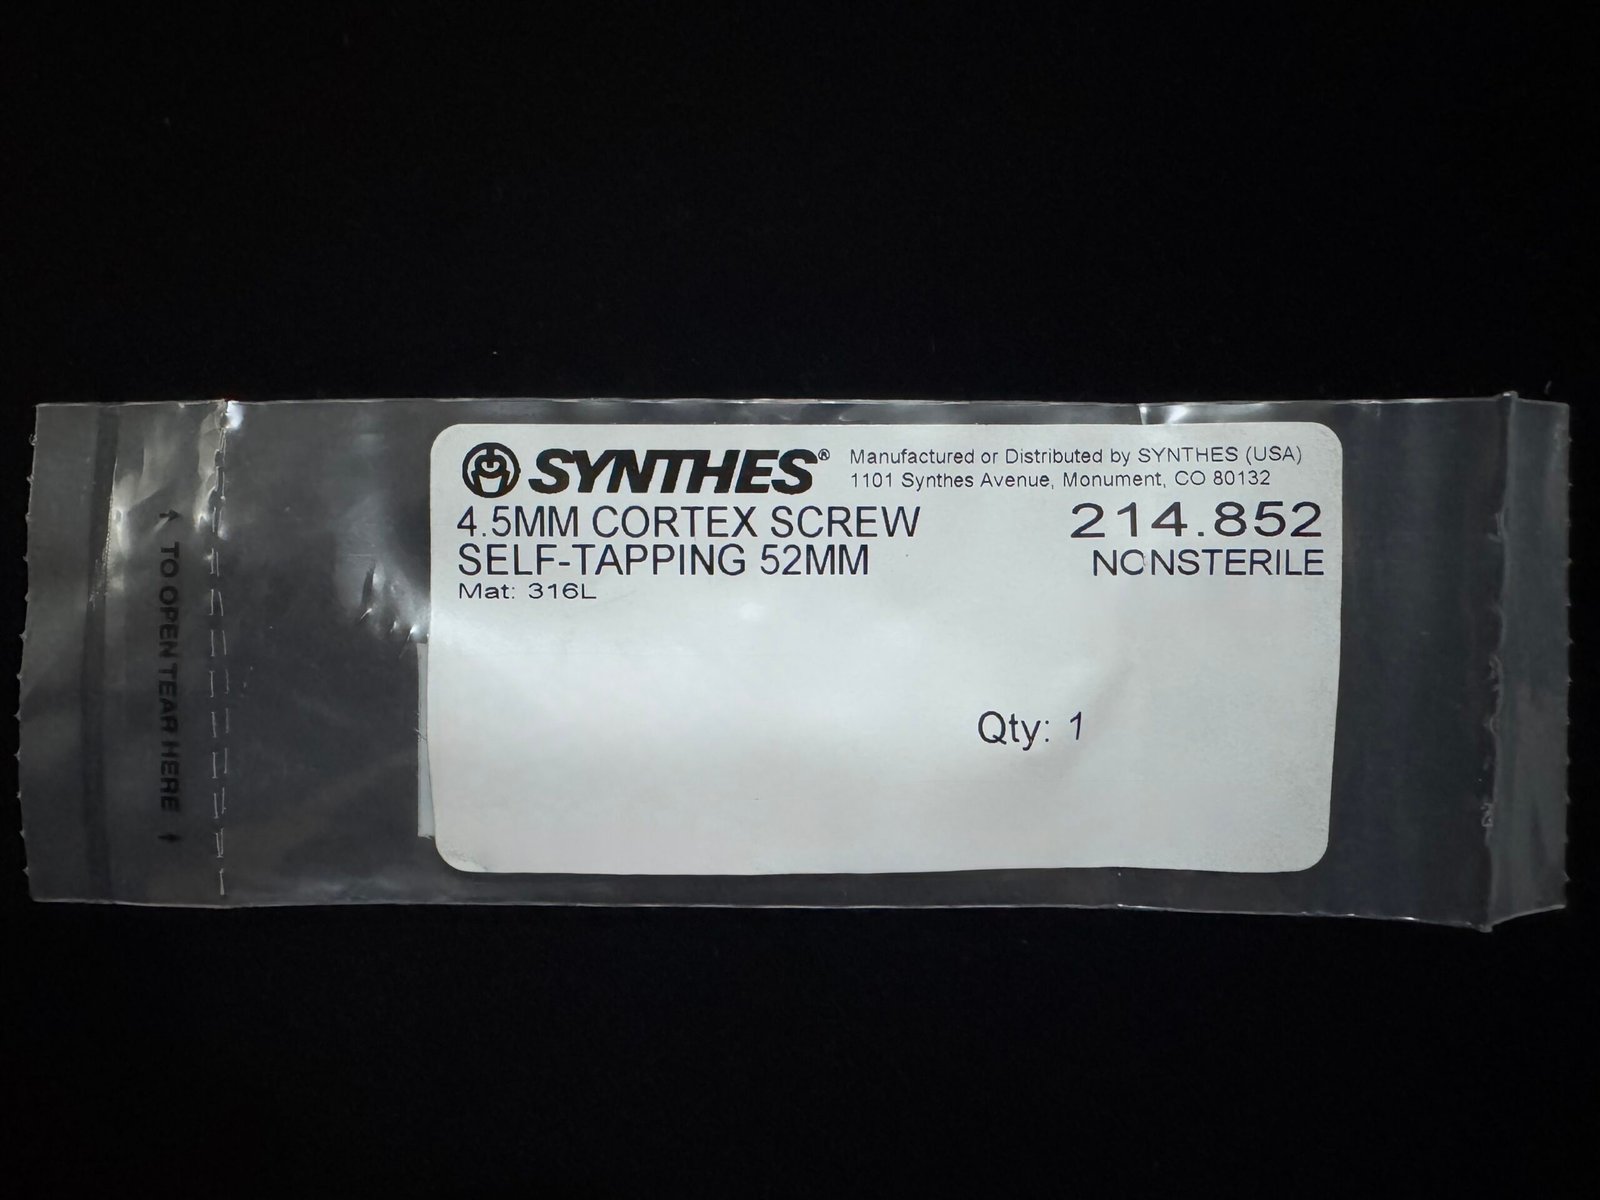 SYNTHES®
Manufactured or Distributed by SYNTHES (USA)
1101 Synthes Avenue, Monument, CO 80132
4.5MM CORTEX SCREW
214.852
SELF-TAPPING 52MM
NONSTERILE
Mat: 316L
Qty: 1
↑ TO OPEN TEAR HERE ↑